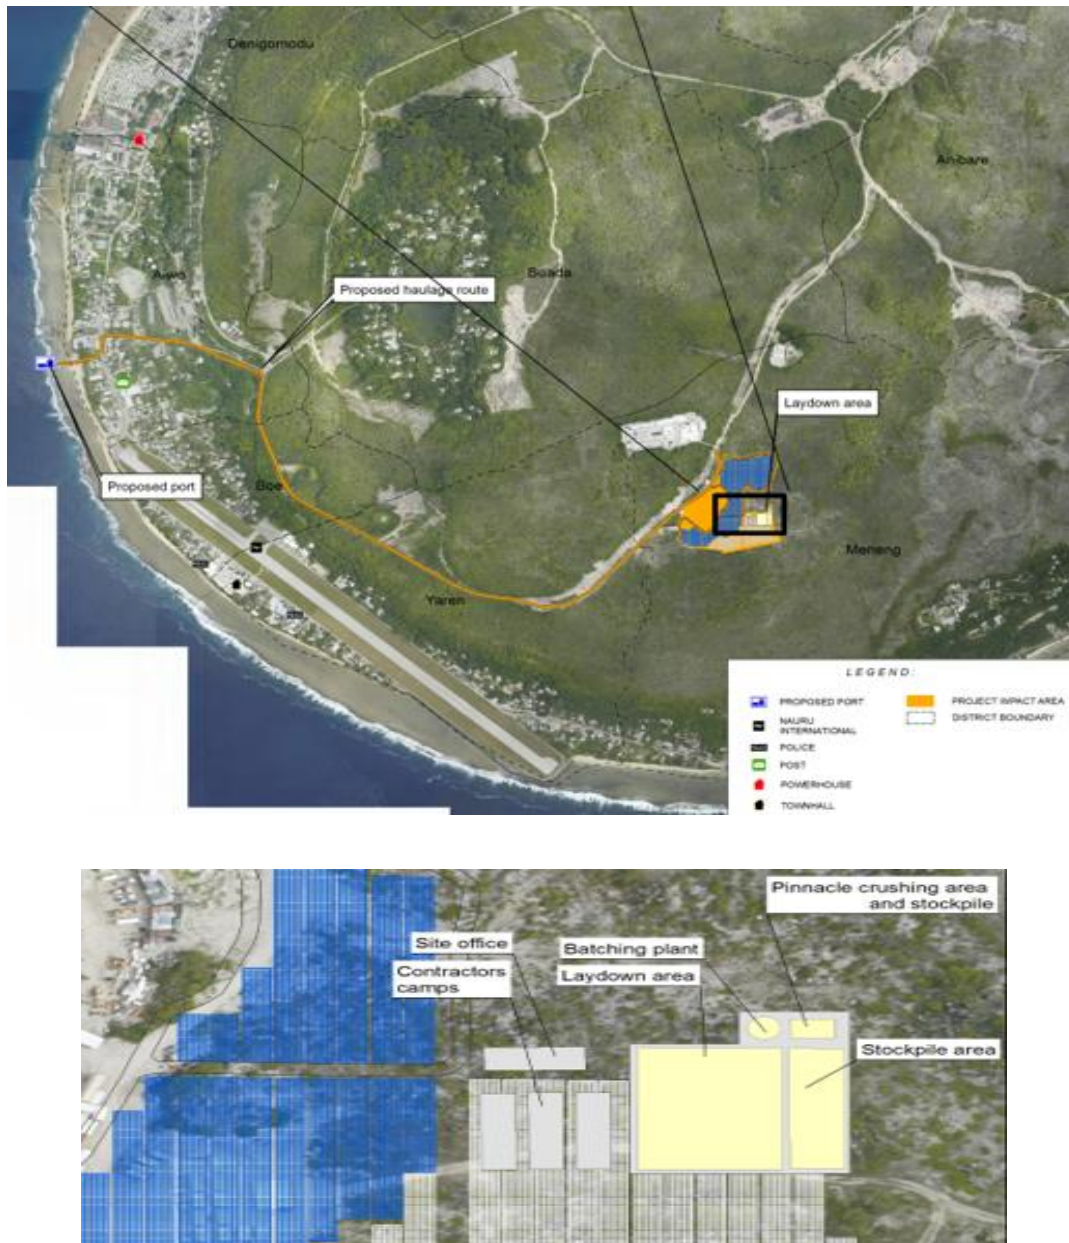 Denigomodu
Anibare
Aiwo
Buada
Proposed haulage route
Laydown area
Proposed port
Boe
Meneng
Yaren
LEGEND:
PROPOSED PORT
NAURU
INTERNATIONAL
POLICE
POST
POWERHOUSE
TOWNHALL
PROJECT IMPACT AREA
DISTRICT BOUNDARY
Pinnacle crushing area
and stockpile
Site office
Batching plant
Contractors
camps
Laydown area
Stockpile area